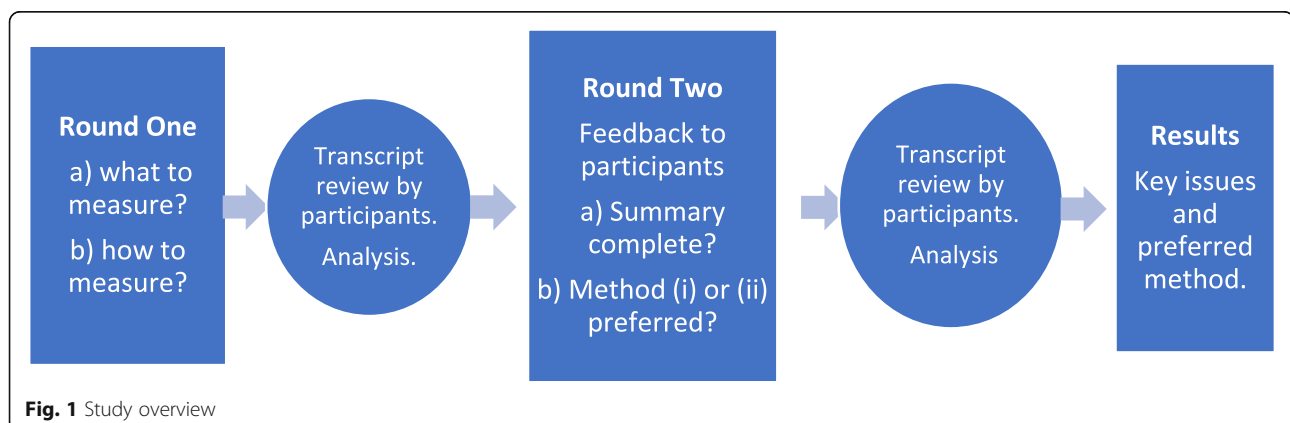 Round One
a) what to
measure?
b) how to
measure?
Transcript
review by
participants.
Analysis.
Round Two
Feedback to
participants
a) Summary
complete?
b) Method (i) or (ii)
preferred?
Transcript
review by
participants.
Analysis
Results
Key issues
and
preferred
method.
Fig. 1 Study overview